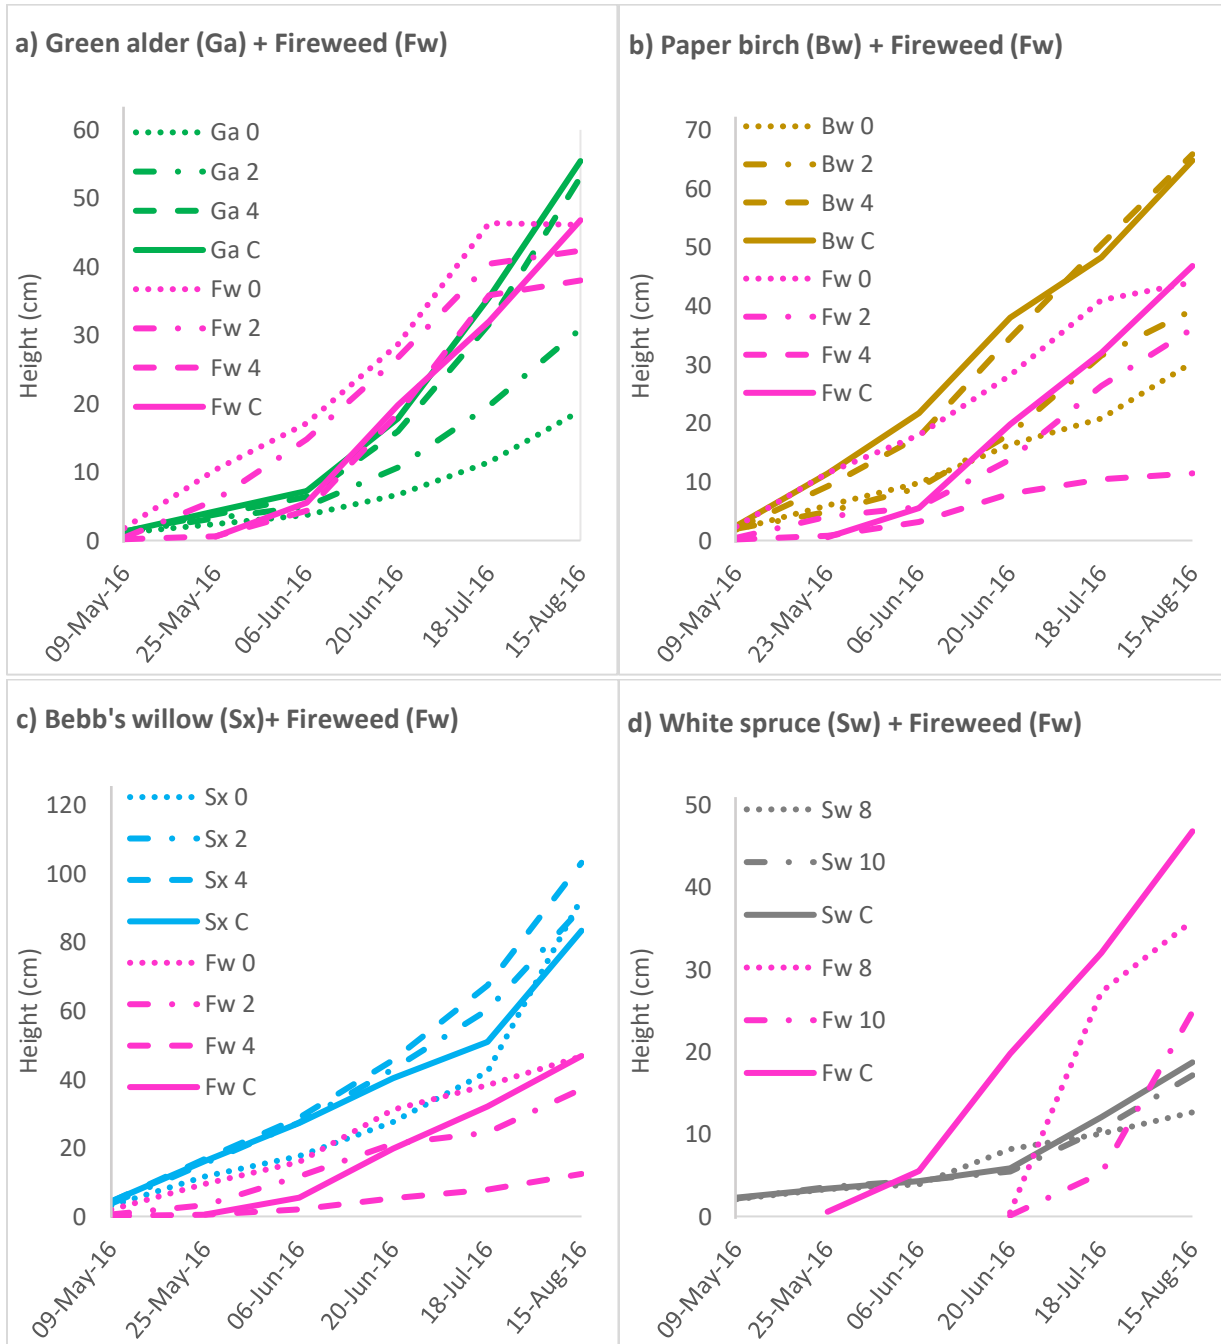 a) Green alder (Ga) + Fireweed (Fw)
Height (cm)
60
50
40
30
20
10
0
Ga 0
Ga 2
Ga 4
Ga C
Fw 0
Fw 2
Fw 4
Fw C
09-May-16
25-May-16
06-Jun-16
20-Jun-16
18-Jul-16
15-Aug-16
b) Paper birch (Bw) + Fireweed (Fw)
Height (cm)
70
60
50
40
30
20
10
0
Bw 0
Bw 2
Bw 4
Bw C
Fw 0
Fw 2
Fw 4
Fw C
09-May-16
23-May-16
06-Jun-16
20-Jun-16
18-Jul-16
15-Aug-16
c) Bebb's willow (Sx)+ Fireweed (Fw)
Height (cm)
120
100
80
60
40
20
0
Sx 0
Sx 2
Sx 4
Sx C
Fw 0
Fw 2
Fw 4
Fw C
09-May-16
25-May-16
06-Jun-16
20-Jun-16
18-Jul-16
15-Aug-16
d) White spruce (Sw) + Fireweed (Fw)
Height (cm)
50
40
30
20
10
0
Sw 8
Sw 10
Sw C
Fw 8
Fw 10
Fw C
09-May-16
25-May-16
06-Jun-16
20-Jun-16
18-Jul-16
15-Aug-16